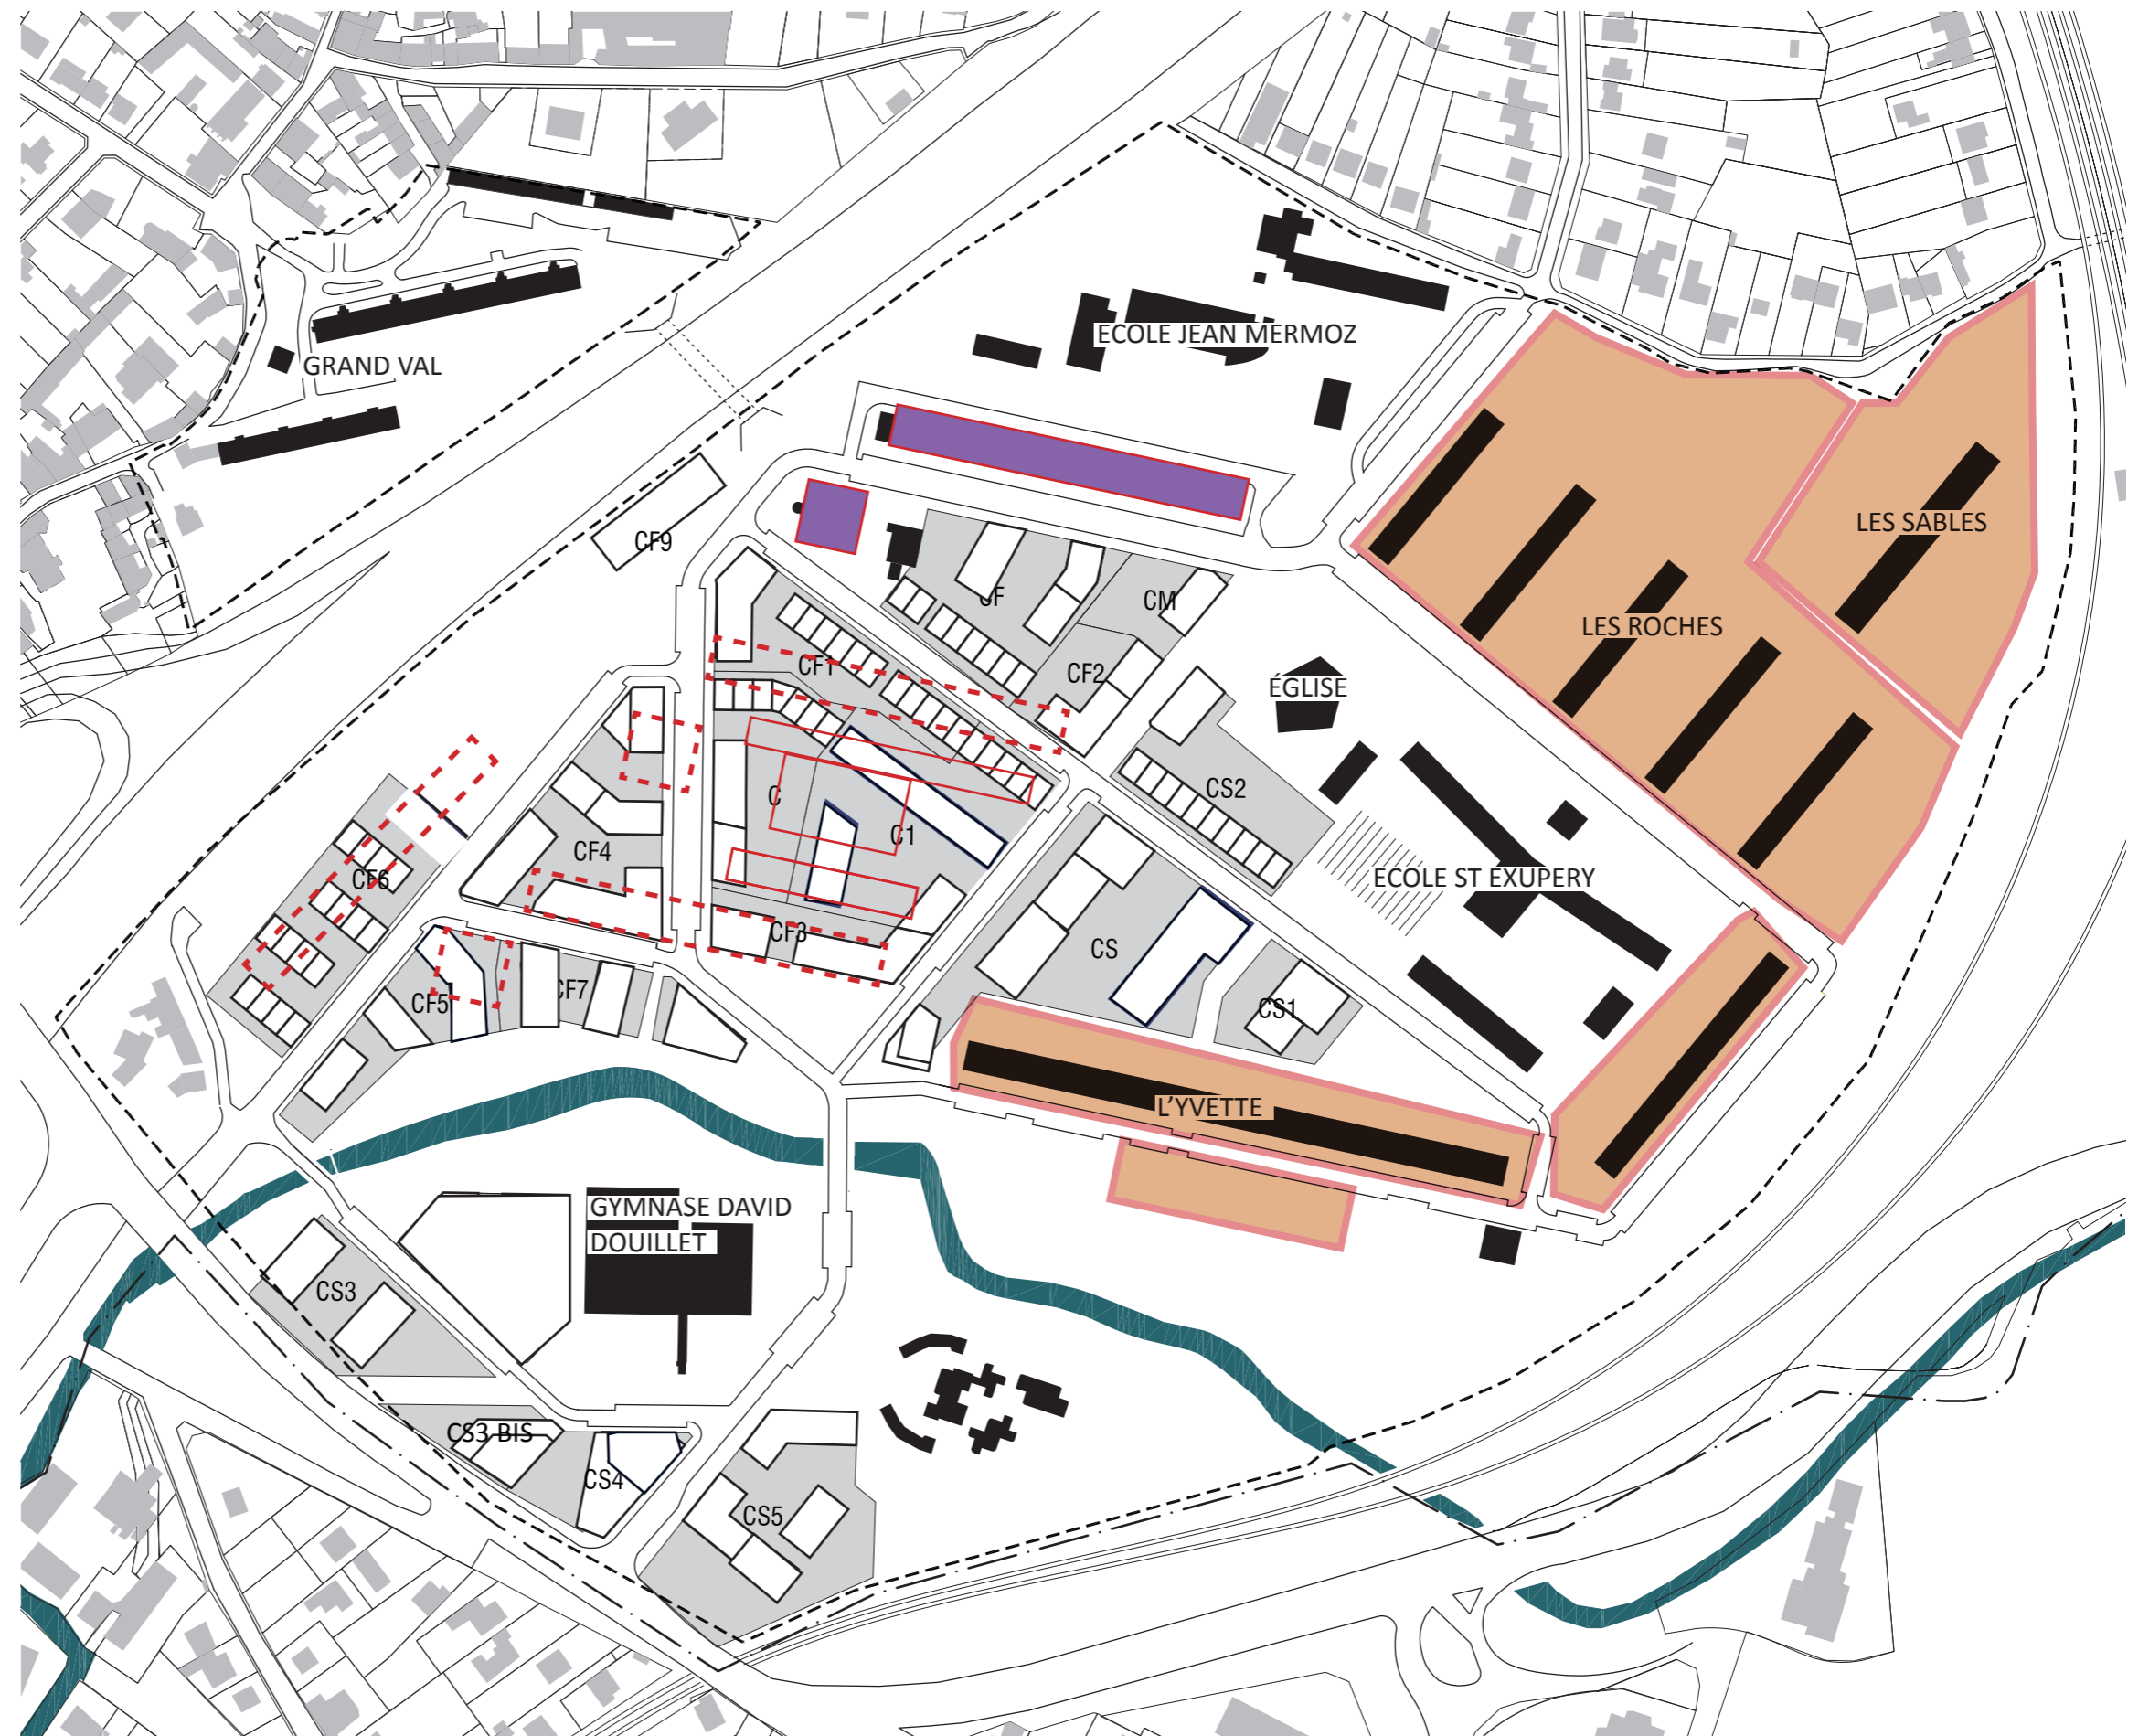 ECOLE JEAN MERMOZ
GRAND VAL
LES SABLES
CF9
CF
CM
LES ROCHES
CF1
CF2
ÉGLISE
CS2
C
C1
CF4
CF6
ECOLE ST EXUPERY
CF3
CS
CF5
CF7
CS1
L'YVETTE
GYMNASE DAVID
DOUILLET
CS3
CS3 BIS
CS4
CS5